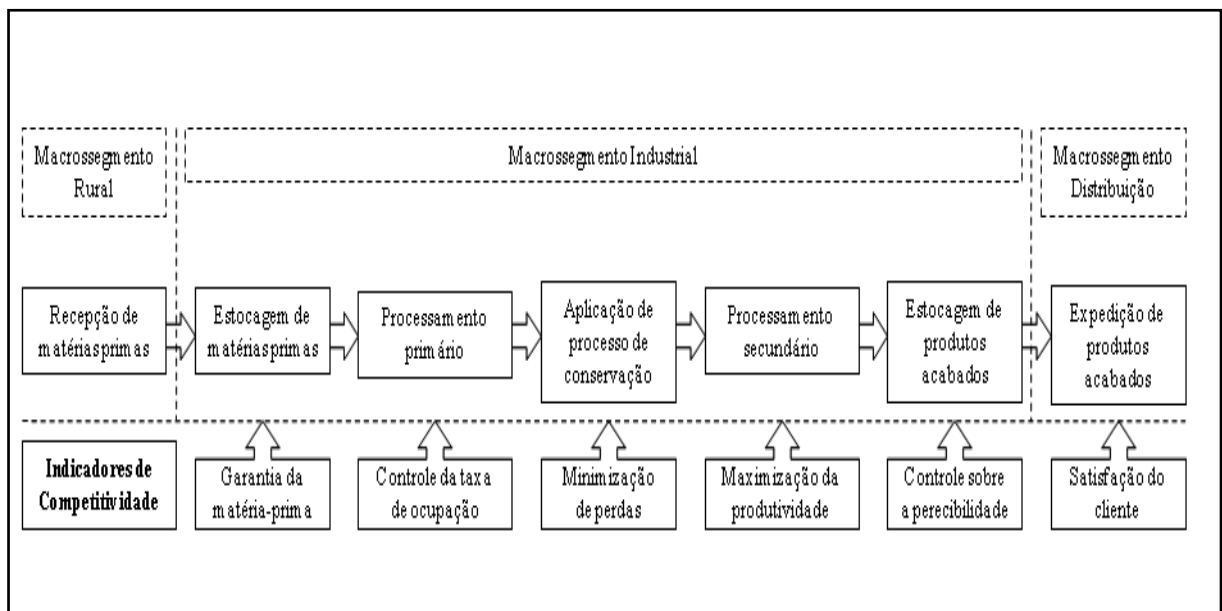 Macrossegmento
Rural
Macrossegmento Industrial
Macrossegmento
Distribuição
Recepção de
matérias primas
Estocagem de
matérias primas
Processamento
primário
Aplicação de
processo de
conservação
Processamento
secundário
Estocagem de
produtos
acabados
Expedição de
produtos
acabados
Indicadores de
Competitividade
Garantia da
matéria-prima
Controle da taxa
de ocupação
Minimização
de perdas
Maximização da
produtividade
Controle sobre
a perecibilidade
Satisfação do
cliente